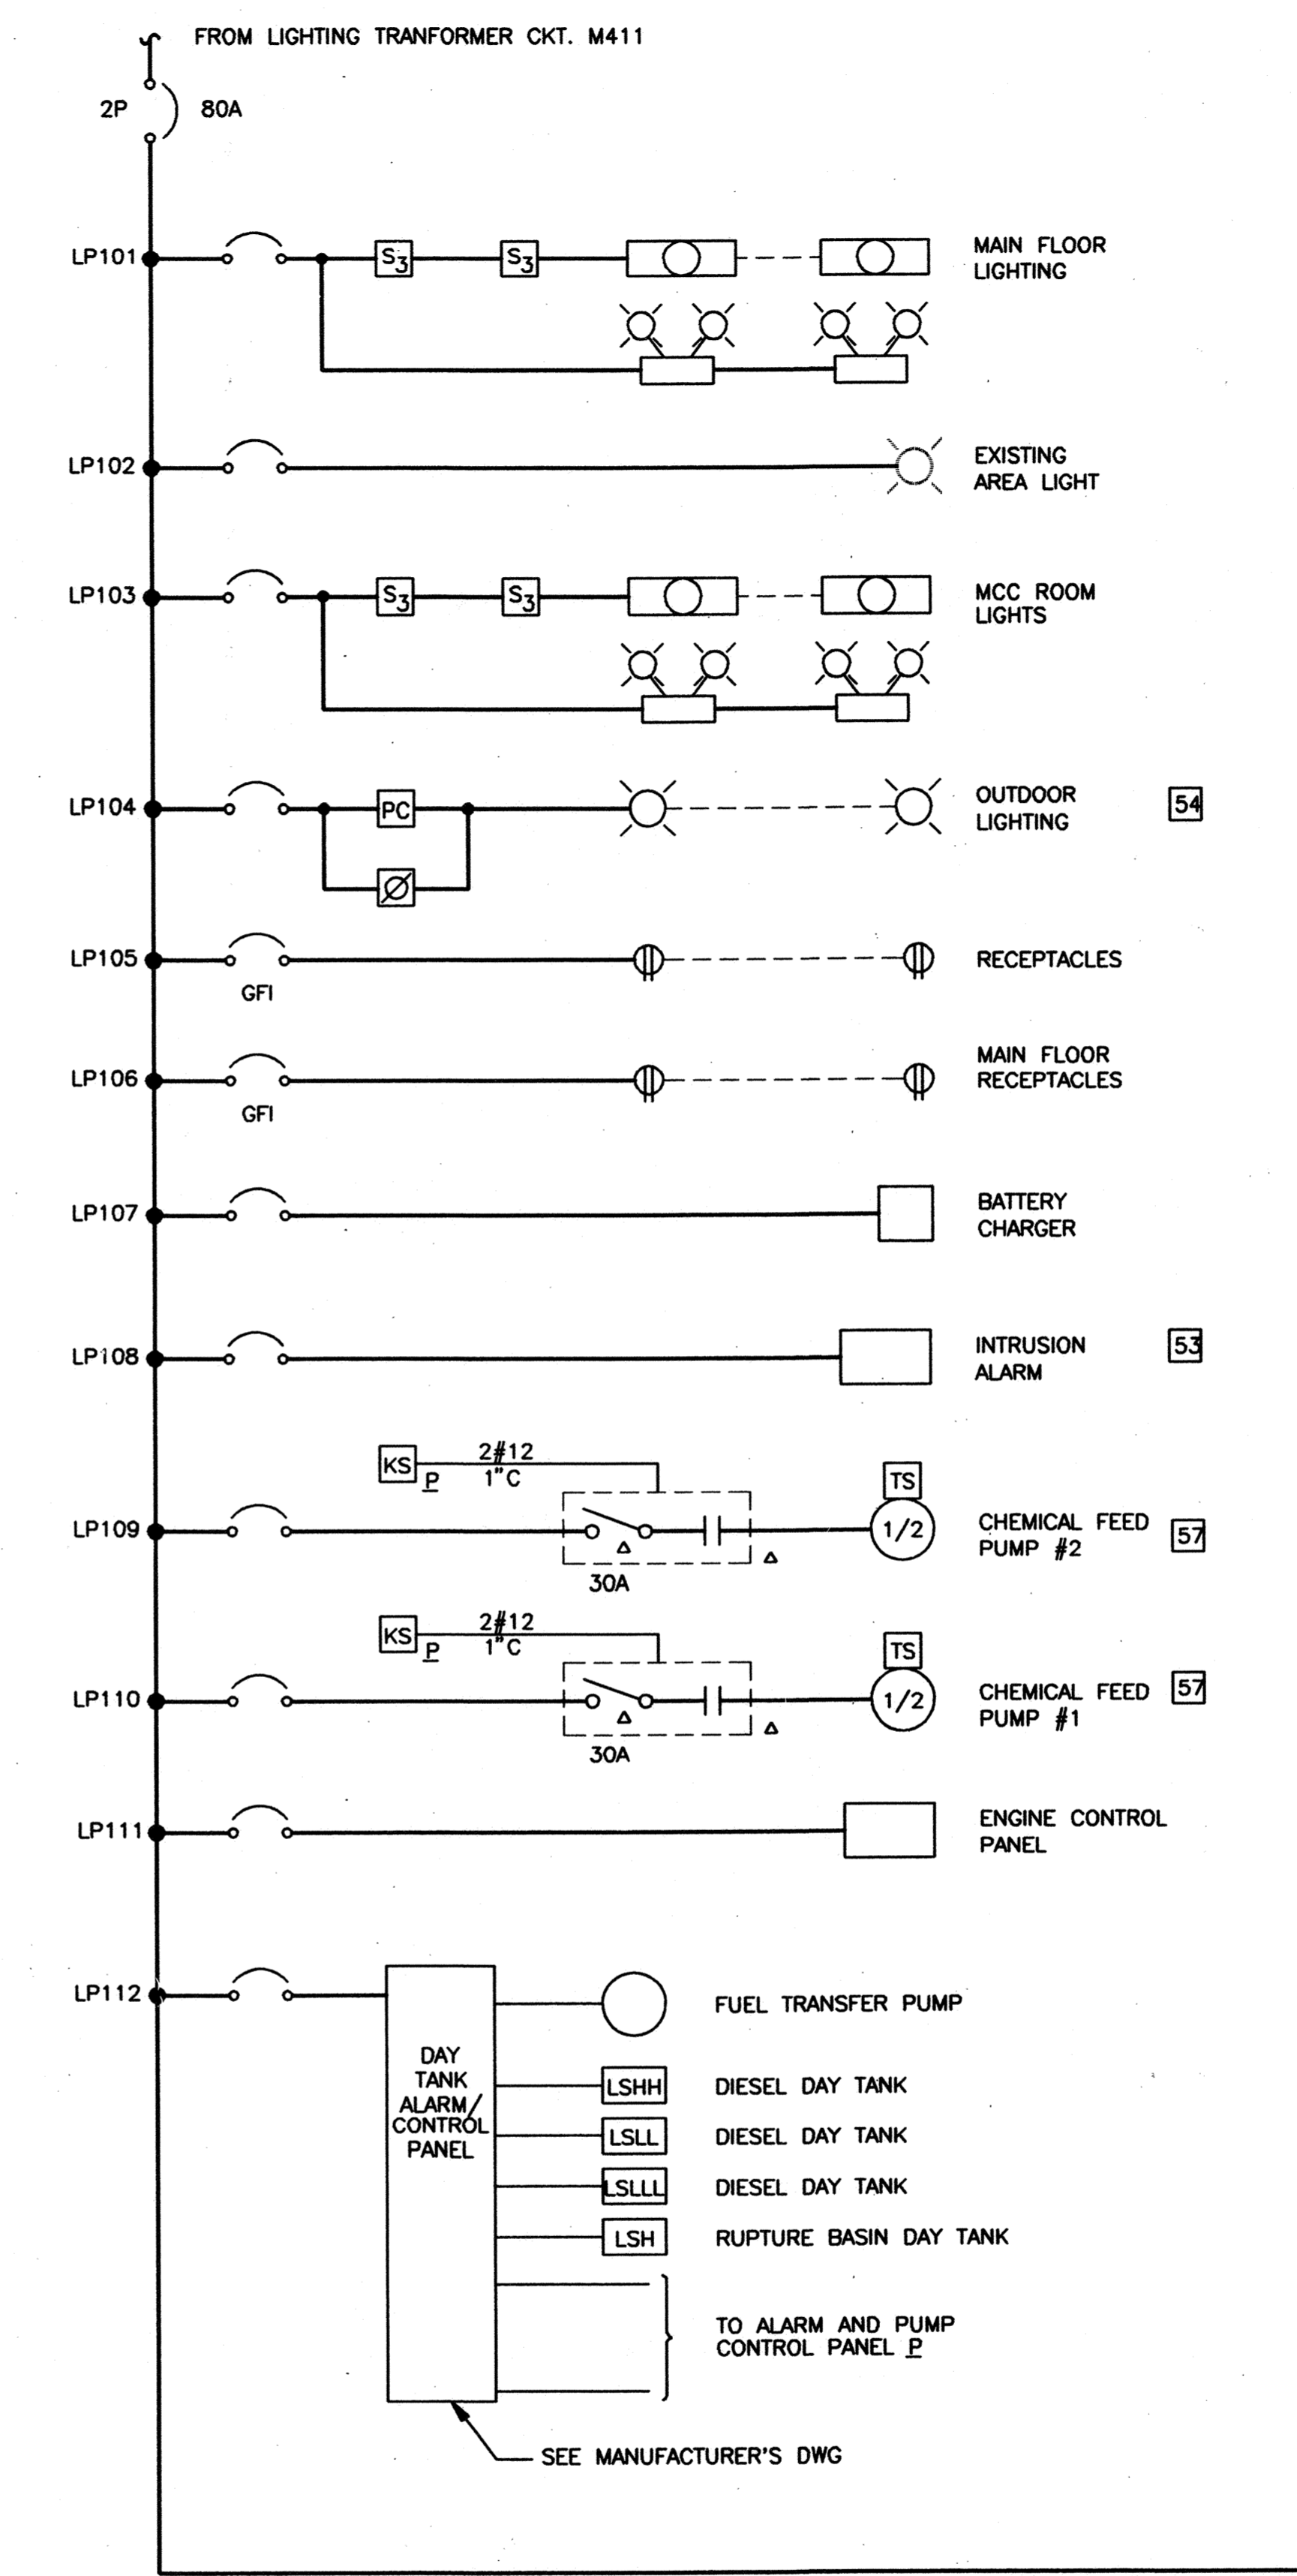 FROM LIGHTING TRANFORMER CKT. M411
2P 80A
LP101 S3 S3 MAIN FLOOR
LIGHTING
LP102 EXISTING
AREA LIGHT
LP103 S3 S3 MCC ROOM
LIGHTS
LP104 PC OUTDOOR
LIGHTING 54
LP105 RECEPTACLES
GFI
LP106 MAIN FLOOR
RECEPTACLES
GFI
LP107 BATTERY
CHARGER
LP108 INTRUSION
ALARM 53
KS P 2#12
1"C
TS
LP109 1/2 CHEMICAL FEED
PUMP #2 57
30A
KS P 2#12
1"C
TS
LP110 1/2 CHEMICAL FEED
PUMP #1 57
30A
LP111 ENGINE CONTROL
PANEL
LP112
DAY
TANK
ALARM/
CONTROL
PANEL
FUEL TRANSFER PUMP
LSHH DIESEL DAY TANK
LSLL DIESEL DAY TANK
LSLLL DIESEL DAY TANK
LSH RUPTURE BASIN DAY TANK
TO ALARM AND PUMP
CONTROL PANEL P
SEE MANUFACTURER'S DWG